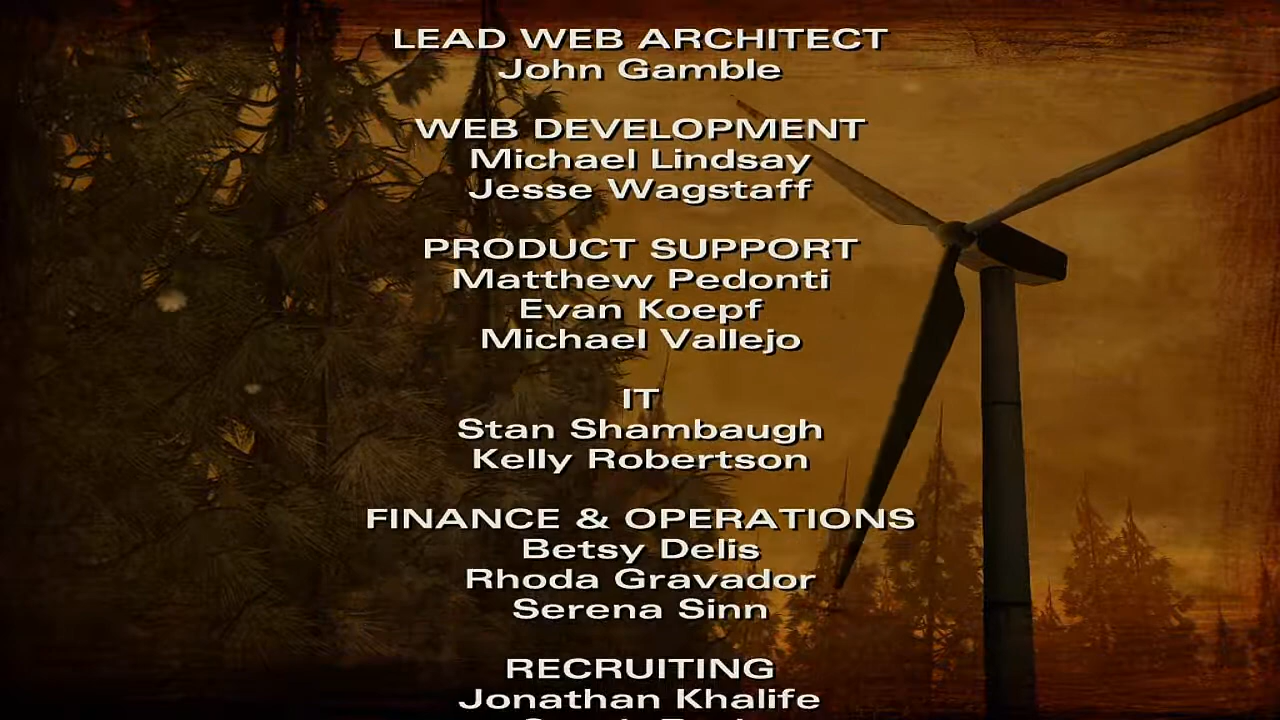 LEAD WEB ARCHITECT
John Gamble
WEB DEVELOPMENT
Michael Lindsay
Jesse Wagstaff
PRODUCT SUPPORT
Matthew Pedonti
Evan Koepf
Michael Vallejo
IT
Stan Shambaugh
Kelly Robertson
FINANCE & OPERATIONS
Betsy Delis
Rhoda Gravador
Serena Sinn
RECRUITING
Jonathan Khalife